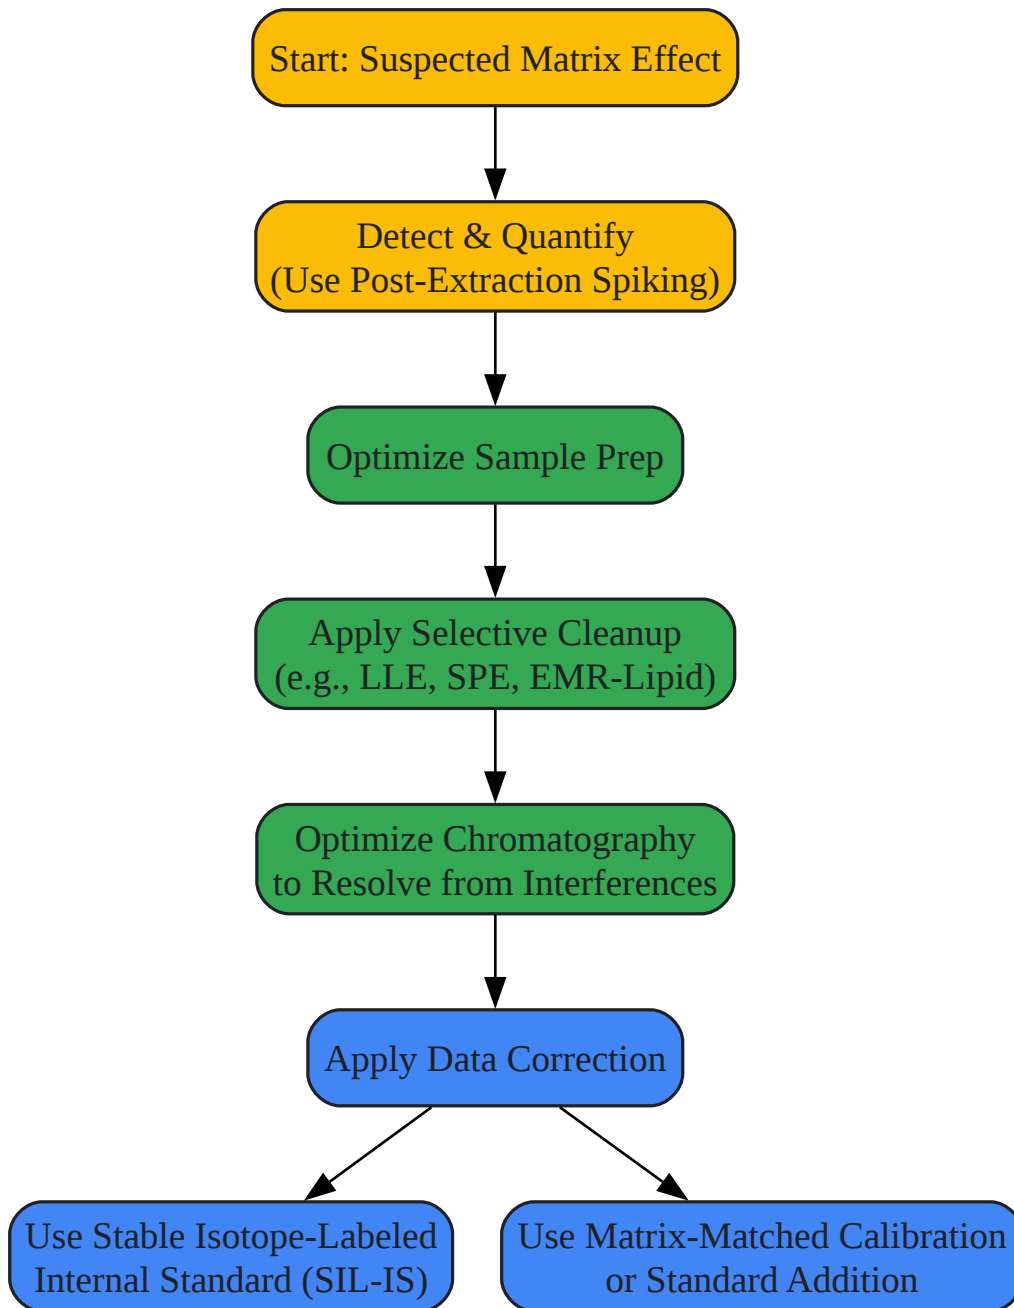 Start: Suspected Matrix Effect
Detect & Quantify
(Use Post-Extraction Spiking)
Optimize Sample Prep
Apply Selective Cleanup
(e.g., LLE, SPE, EMR-Lipid)
Optimize Chromatography
to Resolve from Interferences
Apply Data Correction
Use Stable Isotope-Labeled
Internal Standard (SIL-IS)
Use Matrix-Matched Calibration
or Standard Addition